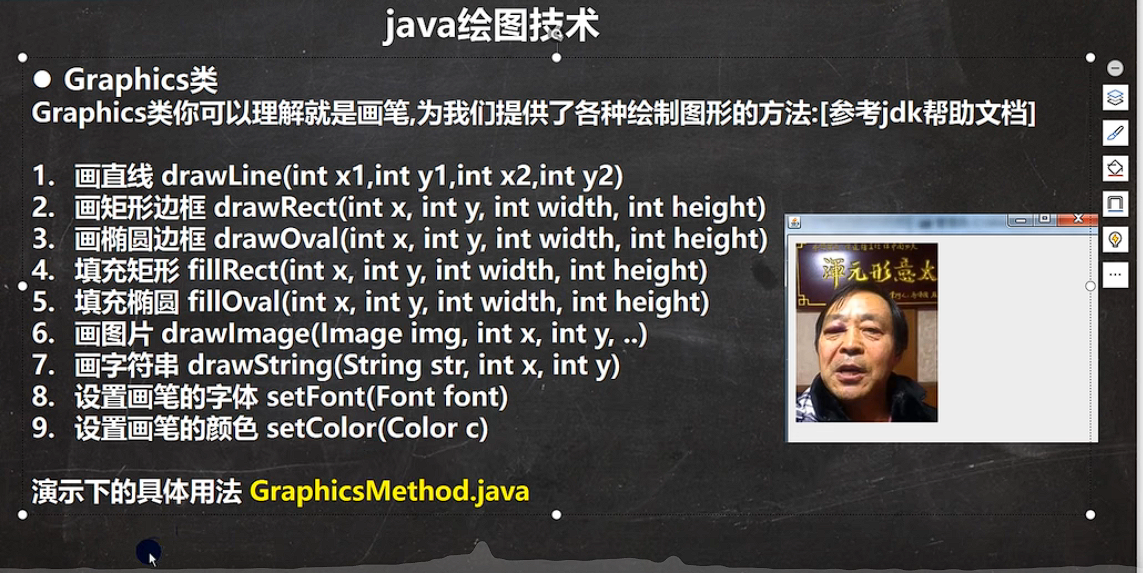 java绘图技术
● Graphics类
Graphics类你可以理解就是画笔,为我们提供了各种绘制图形的方法:[参考jdk帮助文档]
1. 画直线 drawLine(int x1,int y1,int x2,int y2)
2. 画矩形边框 drawRect(int x, int y, int width, int height)
3. 画椭圆边框 drawOval(int x, int y, int width, int height)
4. 填充矩形 fillRect(int x, int y, int width, int height)
5. 填充椭圆 fillOval(int x, int y, int width, int height)
6. 画图片 drawImage(Image img, int x, int y, ..)
7. 画字符串 drawString(String str, int x, int y)
8. 设置画笔的字体 setFont(Font font)
9. 设置画笔的颜色 setColor(Color c)
渾元形意太
演示下的具体用法 GraphicsMethod.java